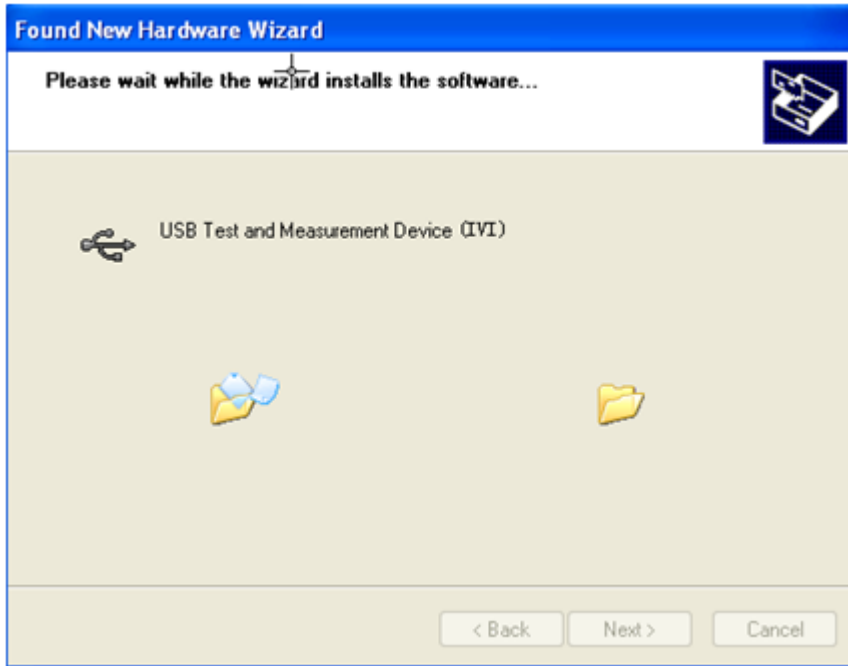 Found New Hardware Wizard
Please wait while the wizard installs the software...
USB Test and Measurement Device (IVI)
< Back
Next >
Cancel